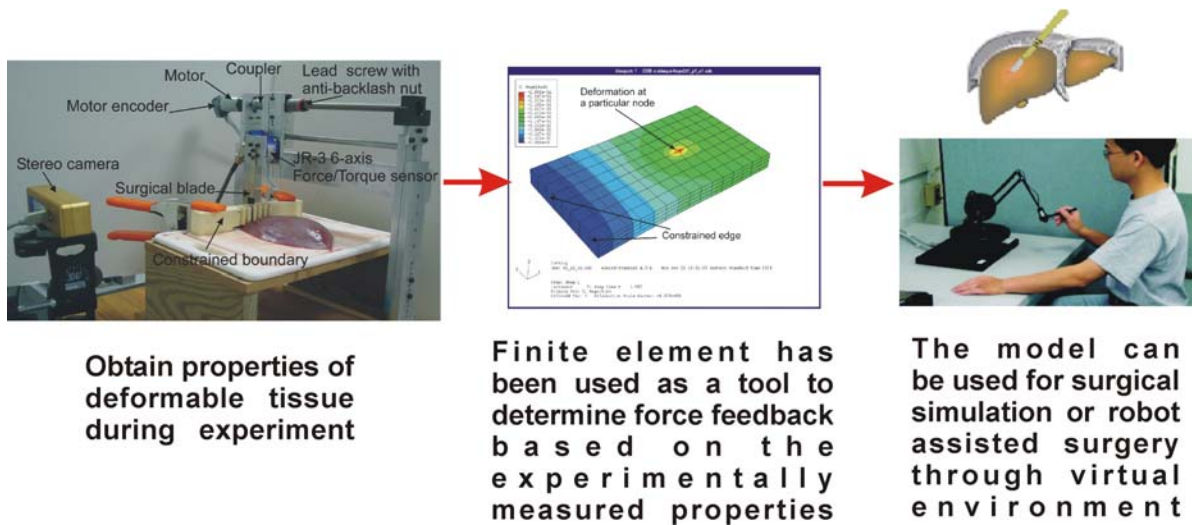 Motor
Coupler
Lead screw with
anti-backlash nut
Motor encoder
Stereo camera
JR-3 6-axis
Force/Torque sensor
Surgical blade
Constrained boundary
Obtain properties of
deformable tissue
during experiment
Deformation at
a particular node
Constrained edge
Finite element has
been used as a tool to
determine force feedback
based on the
experimentally
measured properties
The model can
be used for surgical
simulation or robot
assisted surgery
through virtual
environment